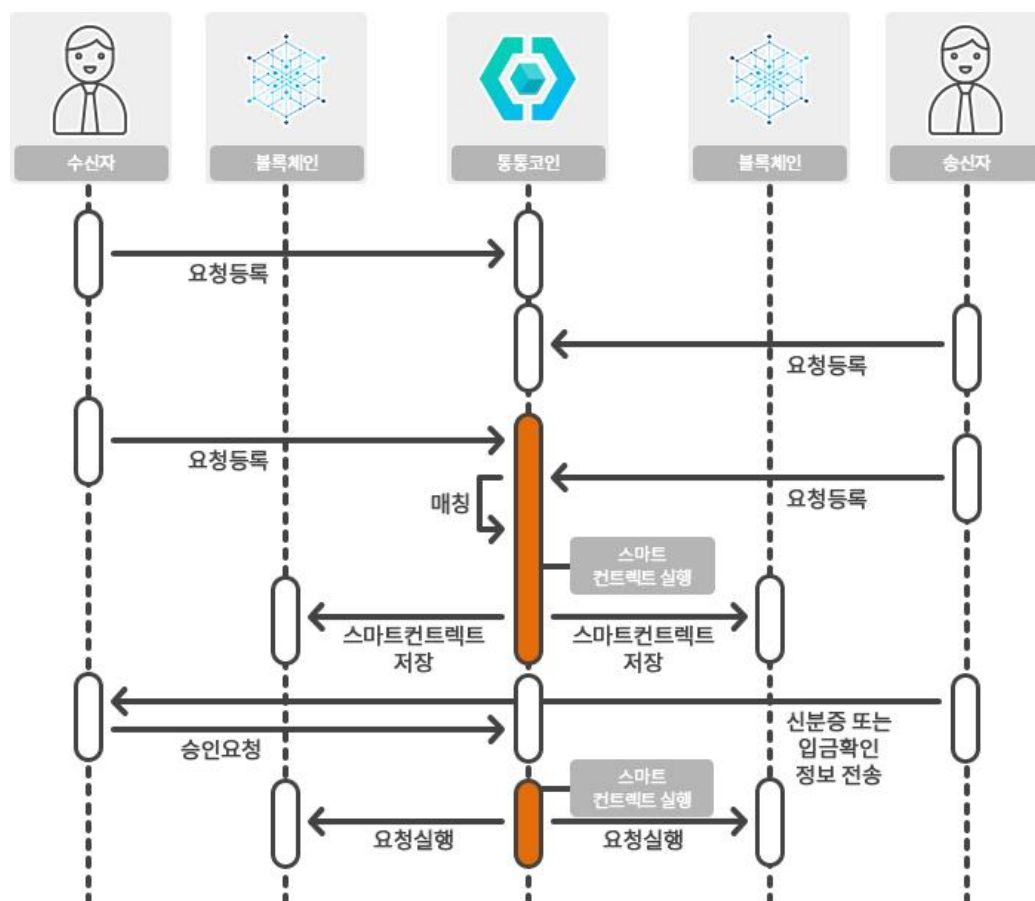 수신자
블록체인
통통코인
블록체인
송신자
요청등록
요청등록
요청등록
요청등록
매칭
스마트
컨트렉트 실행
스마트컨트렉트
저장
스마트컨트렉트
저장
신분증 또는
입금확인
정보 전송
승인요청
스마트
컨트렉트 실행
요청실행
요청실행